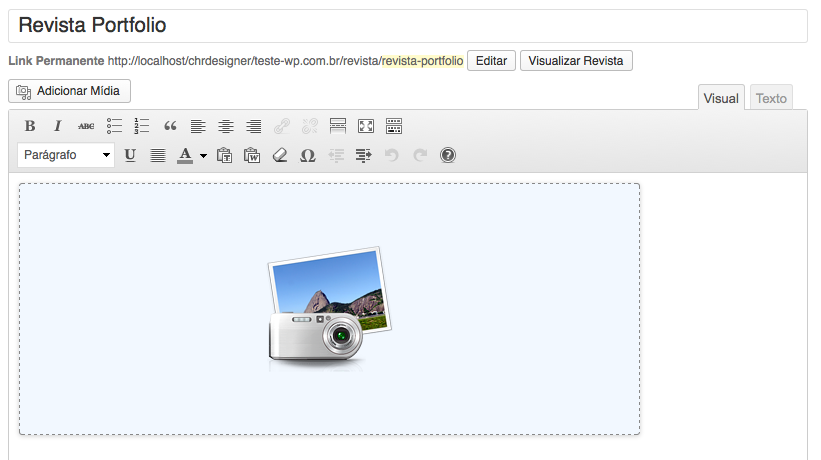 Revista Portfolio
Link Permanente http://localhost/chrdesigner/teste-wp.com.br/revista/revista-portfolio Editar Visualizar Revista
Adicionar Mídia
Visual Texto
B I ABC
Parágrafo U A T W Ω ?